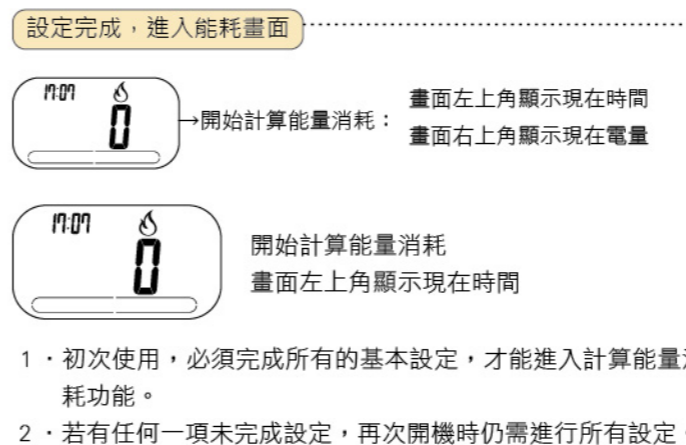 設定完成，進入能耗畫面
17:07
0
→開始計算能量消耗：
畫面左上角顯示現在時間
畫面右上角顯示現在電量
17:07
0
開始計算能量消耗
畫面左上角顯示現在時間
1・初次使用，必須完成所有的基本設定，才能進入計算能量
耗功能。
2・若有任何一項未完成設定，再次開機時仍需進行所有設定